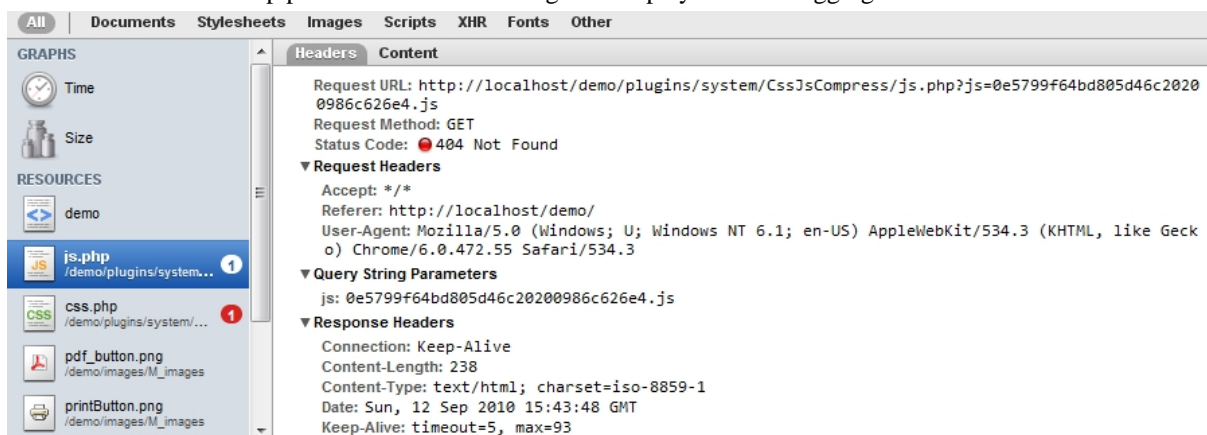 All Documents Stylesheets Images Scripts XHR Fonts Other
GRAPHS
Time
Size
RESOURCES
demo
js.php
/demo/plugins/system... 1
css.php
/demo/plugins/system/... 1
pdf_button.png
/demo/images/M_images
printButton.png
/demo/images/M_images
Headers Content
Request URL: http://localhost/demo/plugins/system/CssJsCompress/js.php?js=0e5799f64bd805d46c2020
0986c626e4.js
Request Method: GET
Status Code: 404 Not Found
Request Headers
Accept: */*
Referer: http://localhost/demo/
User-Agent: Mozilla/5.0 (Windows; U; Windows NT 6.1; en-US) AppleWebKit/534.3 (KHTML, like Geck
o) Chrome/6.0.472.55 Safari/534.3
Query String Parameters
js: 0e5799f64bd805d46c20200986c626e4.js
Response Headers
Connection: Keep-Alive
Content-Length: 238
Content-Type: text/html; charset=iso-8859-1
Date: Sun, 12 Sep 2010 15:43:48 GMT
Keep-Alive: timeout=5, max=93
JS
CSS